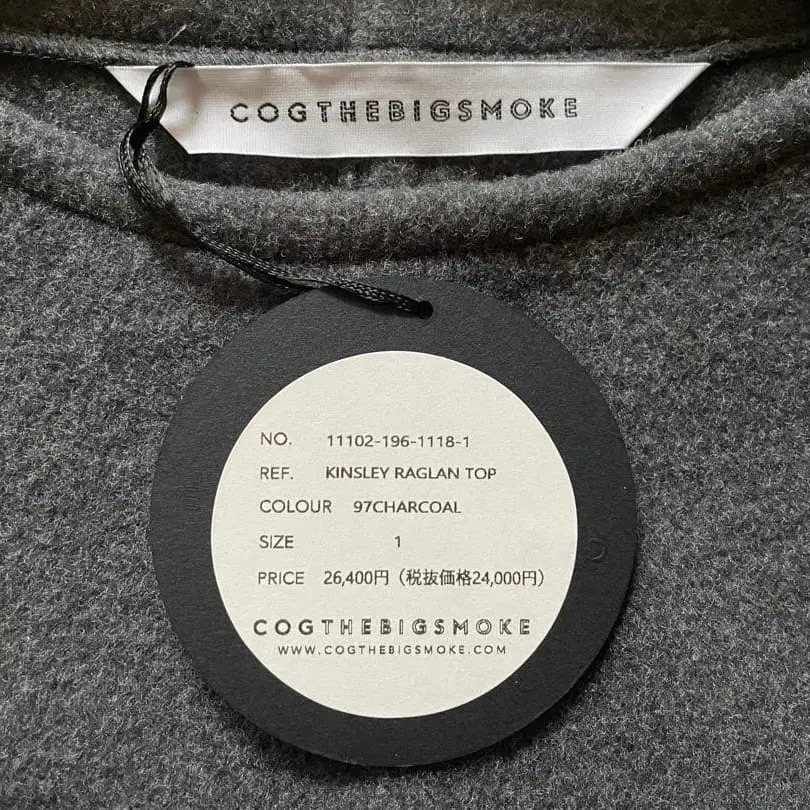 COGTHEBIGSMOKE
NO. 11102-196-1118-1
REF. KINSLEY RAGLAN TOP
COLOUR 97CHARCOAL
SIZE 1
PRICE 26,400円（税抜価格24,000円）
COGTHEBIGSMOKE
WWW.COGTHEBIGSMOKE.COM